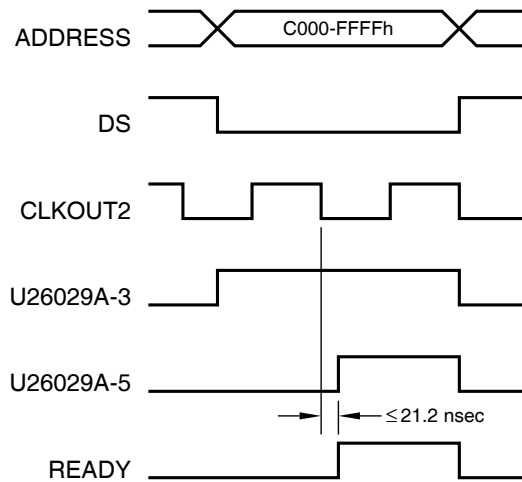 ADDRESS
C000-FFFFh
DS
CLKOUT2
U26029A-3
U26029A-5
≤21.2 nsec
READY